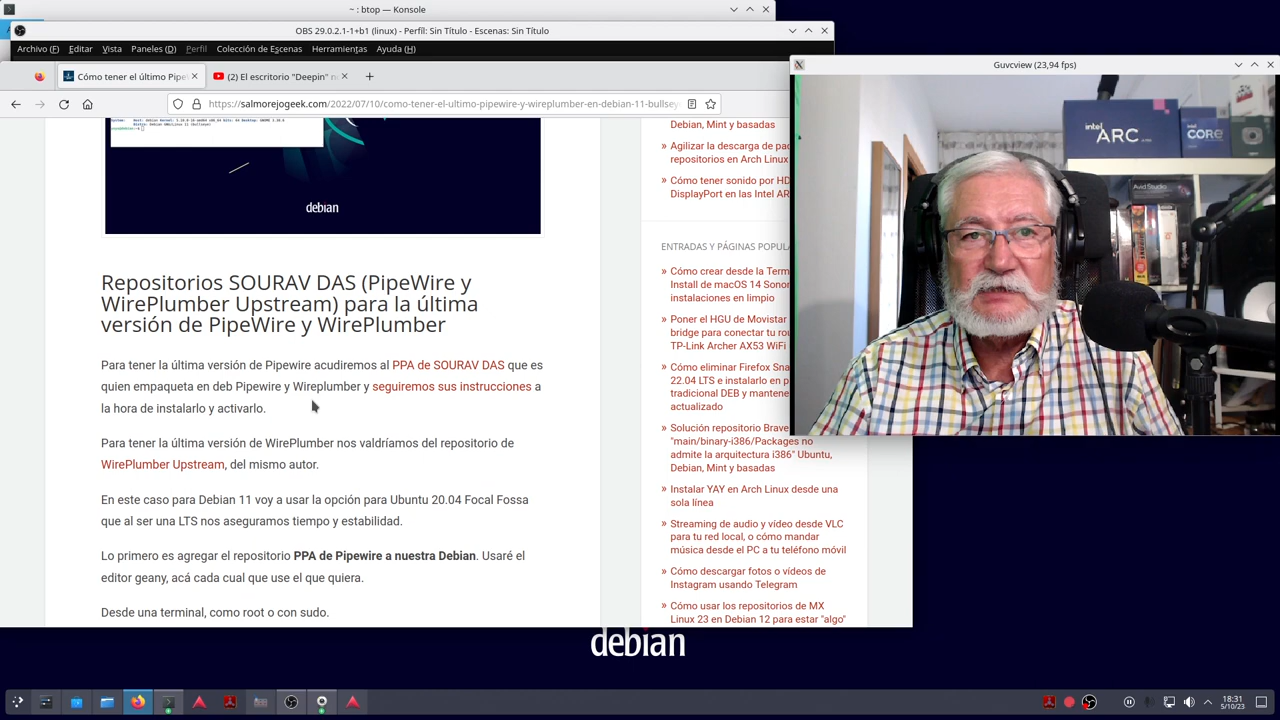 ~ : btop — Konsole
OBS 29.0.2.1-1+b1 (linux) - Perfil: Sin Título - Escenas: Sin Título
Archivo (F) Editar Vista Paneles (D) Perfil Colección de Escenas Herramientas Ayuda (H)
Cómo tener el último Pipe
(2) El escritorio "Deepin" n
https://salmorejogeek.com/2022/07/10/como-tener-el-ultimo-pipewire-y-wireplumber-en-debian-11-bullsey
Guvcview (23,94 fps)
debian
Repositorios SOURAV DAS (PipeWire y
WirePlumber Upstream) para la última
versión de PipeWire y WirePlumber
Para tener la última versión de Pipewire acudiremos al PPA de SOURAV DAS que es
quien empaqueta en deb Pipewire y Wireplumber y seguiremos sus instrucciones a
la hora de instalarlo y activarlo.
Para tener la última versión de WirePlumber nos valdríamos del repositorio de
WirePlumber Upstream, del mismo autor.
En este caso para Debian 11 voy a usar la opción para Ubuntu 20.04 Focal Fossa
que al ser una LTS nos aseguramos tiempo y estabilidad.
Lo primero es agregar el repositorio PPA de Pipewire a nuestra Debian. Usaré el
editor geany, acá cada cual que use el que quiera.
Desde una terminal, como root o con sudo.
Debian, Mint y basadas
» Agilizar la descarga de paq
repositorios en Arch Linux
» Cómo tener sonido por HD
DisplayPort en las Intel AR
ENTRADAS Y PÁGINAS POPULA
» Cómo crear desde la Term
Install de macOS 14 Sonor
instalaciones en limpio
» Poner el HGU de Movistar
bridge para conectar tu rou
TP-Link Archer AX53 WiFi
» Cómo eliminar Firefox Sna
22.04 LTS e instalarlo en p
tradicional DEB y mantene
actualizado
» Solución repositorio Brave
"main/binary-i386/Packages no
admite la arquitectura i386" Ubuntu,
Debian, Mint y basadas
» Instalar YAY en Arch Linux desde una
sola línea
» Streaming de audio y vídeo desde VLC
para tu red local, o cómo mandar
música desde el PC a tu teléfono móvil
» Cómo descargar fotos o vídeos de
Instagram usando Telegram
» Cómo usar los repositorios de MX
Linux 23 en Debian 12 para estar "algo"
intel
ARC
intel
CORE
Avid Studio
debian
18:31
5/10/23